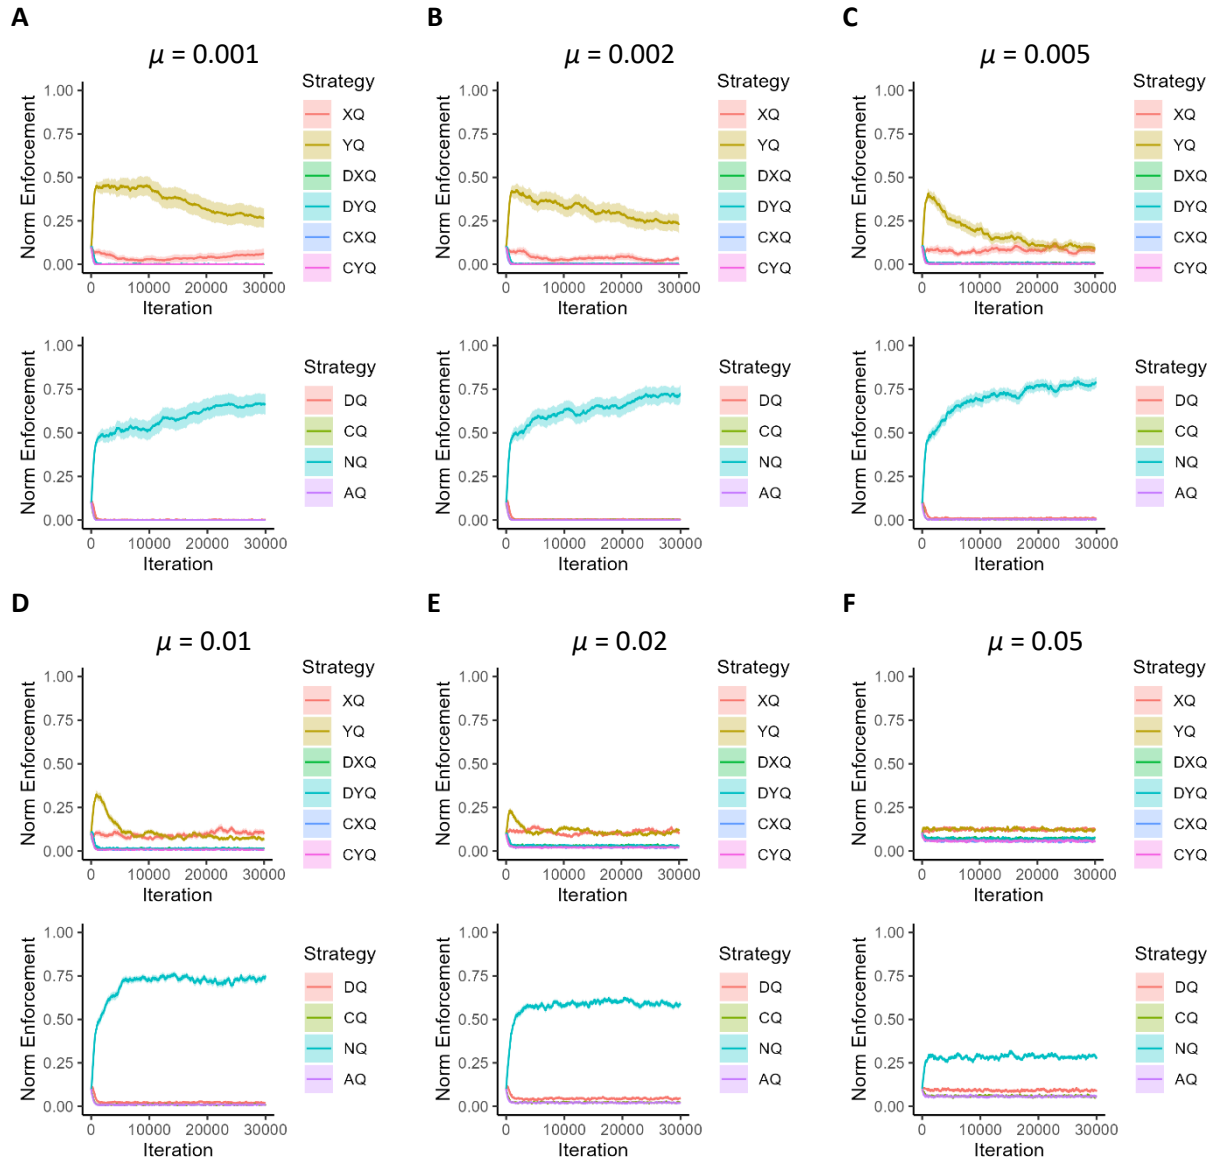 A
B
C
μ = 0.001
μ = 0.002
μ = 0.005
Norm Enforcement
1.00
0.75
0.50
0.25
0.00
0
10000
20000
30000
Iteration
Strategy
XQ
YQ
DXQ
DYQ
CXQ
CYQ
Norm Enforcement
1.00
0.75
0.50
0.25
0.00
0
10000
20000
30000
Iteration
Strategy
XQ
YQ
DXQ
DYQ
CXQ
CYQ
Norm Enforcement
1.00
0.75
0.50
0.25
0.00
0
10000
20000
30000
Iteration
Strategy
XQ
YQ
DXQ
DYQ
CXQ
CYQ
Norm Enforcement
1.00
0.75
0.50
0.25
0.00
0
10000
20000
30000
Iteration
Strategy
DQ
CQ
NQ
AQ
Norm Enforcement
1.00
0.75
0.50
0.25
0.00
0
10000
20000
30000
Iteration
Strategy
DQ
CQ
NQ
AQ
Norm Enforcement
1.00
0.75
0.50
0.25
0.00
0
10000
20000
30000
Iteration
Strategy
DQ
CQ
NQ
AQ
D
E
F
μ = 0.01
μ = 0.02
μ = 0.05
Norm Enforcement
1.00
0.75
0.50
0.25
0.00
0
10000
20000
30000
Iteration
Strategy
XQ
YQ
DXQ
DYQ
CXQ
CYQ
Norm Enforcement
1.00
0.75
0.50
0.25
0.00
0
10000
20000
30000
Iteration
Strategy
XQ
YQ
DXQ
DYQ
CXQ
CYQ
Norm Enforcement
1.00
0.75
0.50
0.25
0.00
0
10000
20000
30000
Iteration
Strategy
XQ
YQ
DXQ
DYQ
CXQ
CYQ
Norm Enforcement
1.00
0.75
0.50
0.25
0.00
0
10000
20000
30000
Iteration
Strategy
DQ
CQ
NQ
AQ
Norm Enforcement
1.00
0.75
0.50
0.25
0.00
0
10000
20000
30000
Iteration
Strategy
DQ
CQ
NQ
AQ
Norm Enforcement
1.00
0.75
0.50
0.25
0.00
0
10000
20000
30000
Iteration
Strategy
DQ
CQ
NQ
AQ